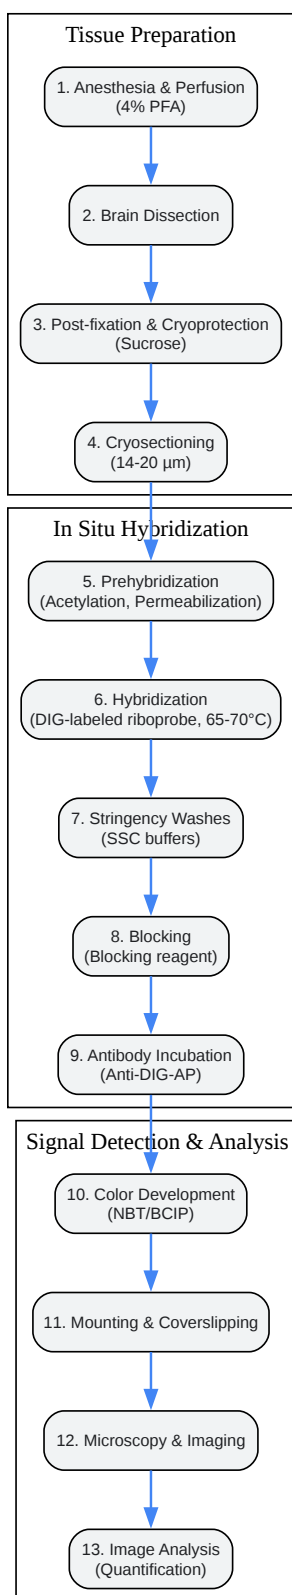 Tissue Preparation
1. Anesthesia & Perfusion
(4% PFA)
2. Brain Dissection
3. Post-fixation & Cryoprotection
(Sucrose)
4. Cryosectioning
(14-20 µm)
In Situ Hybridization
5. Prehybridization
(Acetylation, Permeabilization)
6. Hybridization
(DIG-labeled riboprobe, 65-70°C)
7. Stringency Washes
(SSC buffers)
8. Blocking
(Blocking reagent)
9. Antibody Incubation
(Anti-DIG-AP)
Signal Detection & Analysis
10. Color Development
(NBT/BCIP)
11. Mounting & Coverslipping
12. Microscopy & Imaging
13. Image Analysis
(Quantification)